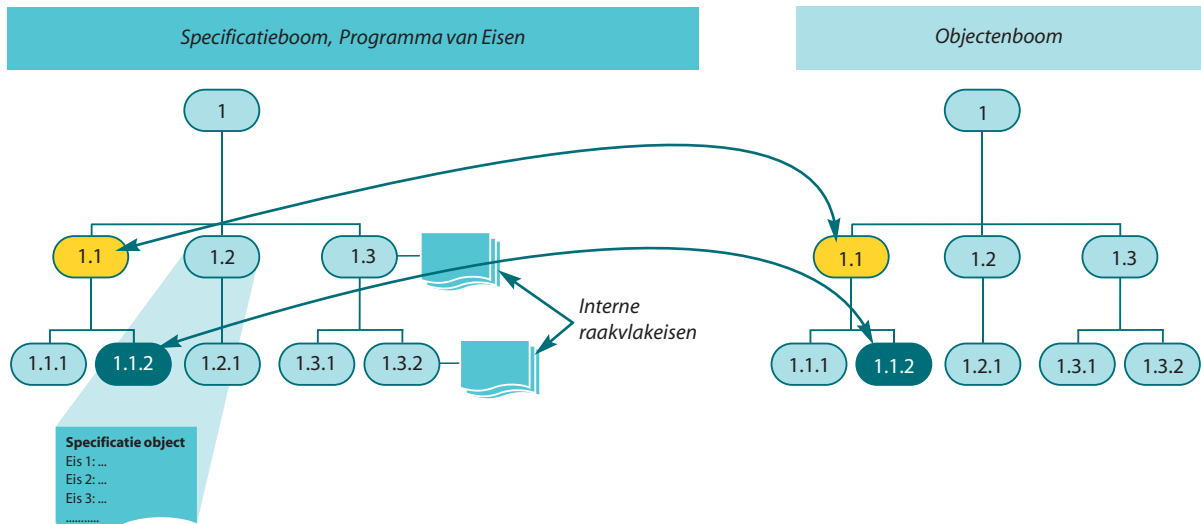 Specificatieboom, Programma van Eisen
Objectenboom
1
1.1
1.2
1.3
Interne
raakvlakeisen
1.1.1
1.1.2
1.2.1
1.3.1
1.3.2
Specificatie object
Eis 1: ...
Eis 2: ...
Eis 3: ...
...........
1
1.1
1.2
1.3
1.1.1
1.1.2
1.2.1
1.3.1
1.3.2